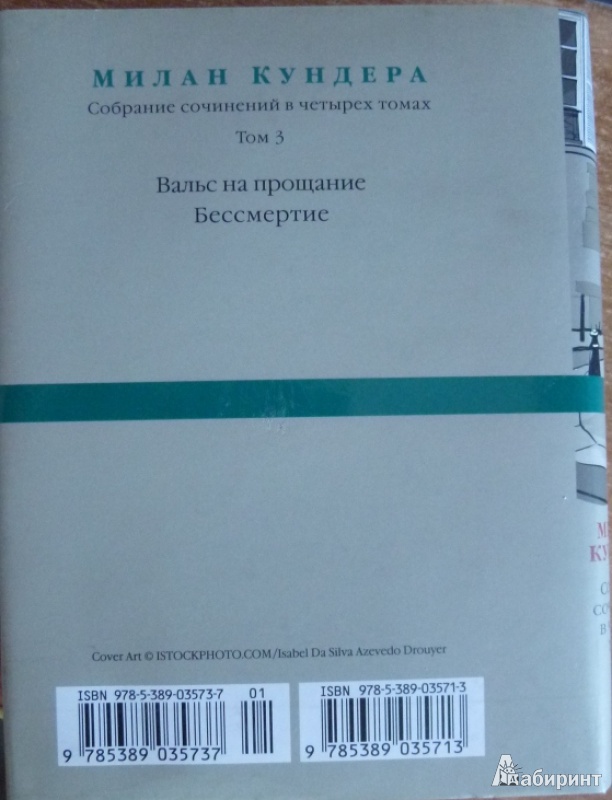 МИЛАН КУНДЕРА
Собрание сочинений в четырех томах
Том 3
Вальс на прощание
Бессмертие
Cover Art © ISTOCKPHOTO.COM/Isabel Da Silva Azevedo Drouyer
ISBN 978-5-389-03573-7 01
9 785389 035737
ISBN 978-5-389-03571-3
9 785389 035713
Лабиринт